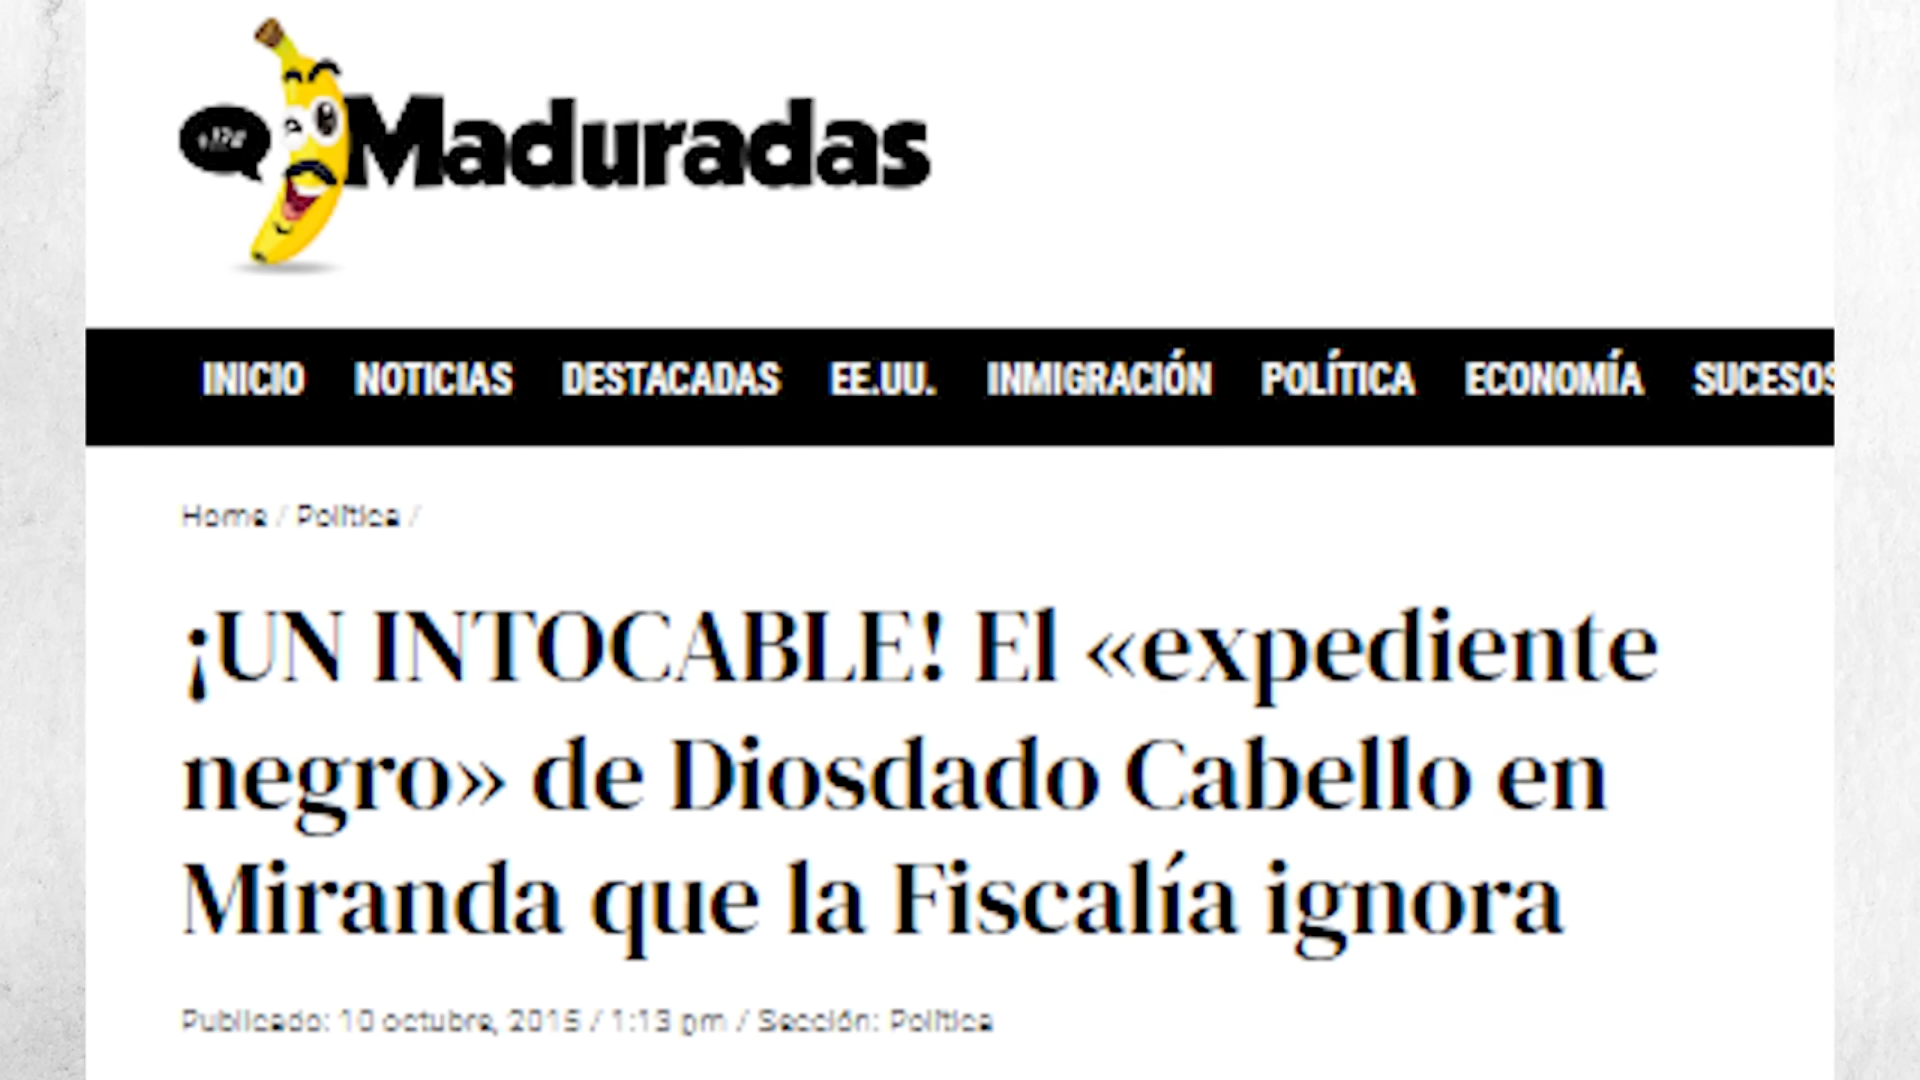 Maduradas
INICIO NOTICIAS DESTACADAS EE.UU. INMIGRACIÓN POLÍTICA ECONOMÍA SUCESOS
Home / Política /
¡UN INTOCABLE! El «expediente
negro» de Diosdado Cabello en
Miranda que la Fiscalía ignora
Publicado: 10 octubre, 2015 / 1:13 pm / Sección: Política